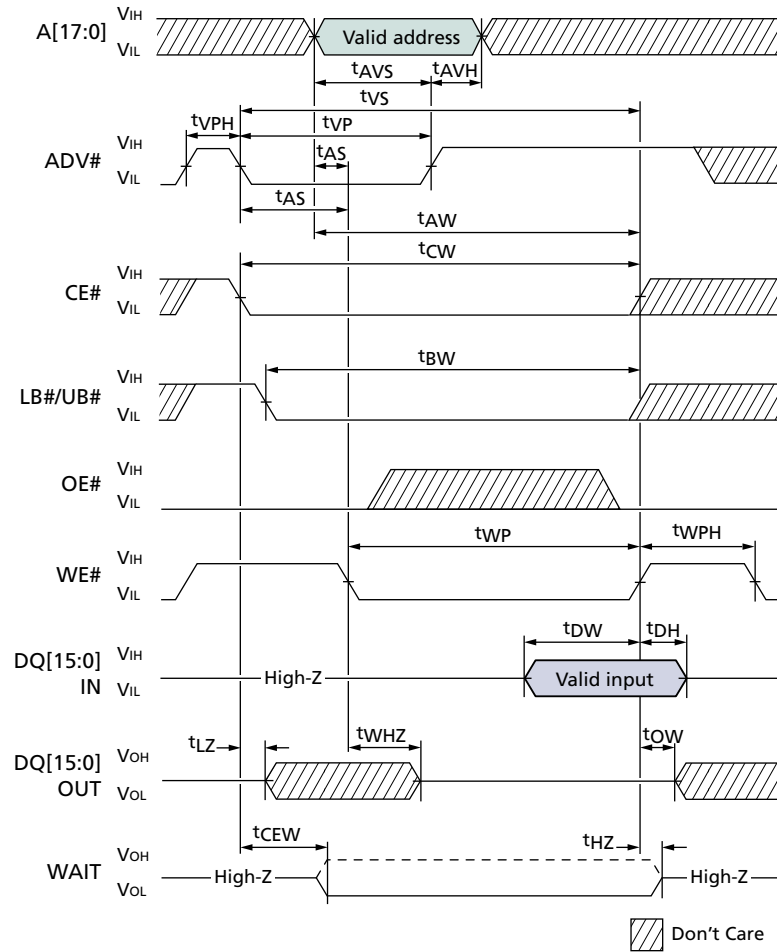 A[17:0] VIH VIL Valid address
tAVS tAVH
tVS
tVPH tVP
ADV# VIH VIL
tAS
tAS
tAW
tCW
CE# VIH VIL
tBW
LB#/UB# VIH VIL
OE# VIH VIL
tWP tWPH
WE# VIH VIL
tDW tDH
DQ[15:0] IN VIH VIL High-Z Valid input
tLZ tWHZ tOW
DQ[15:0] OUT VOH VOL
tCEW tHZ
WAIT VOH VOL High-Z High-Z
Don't Care